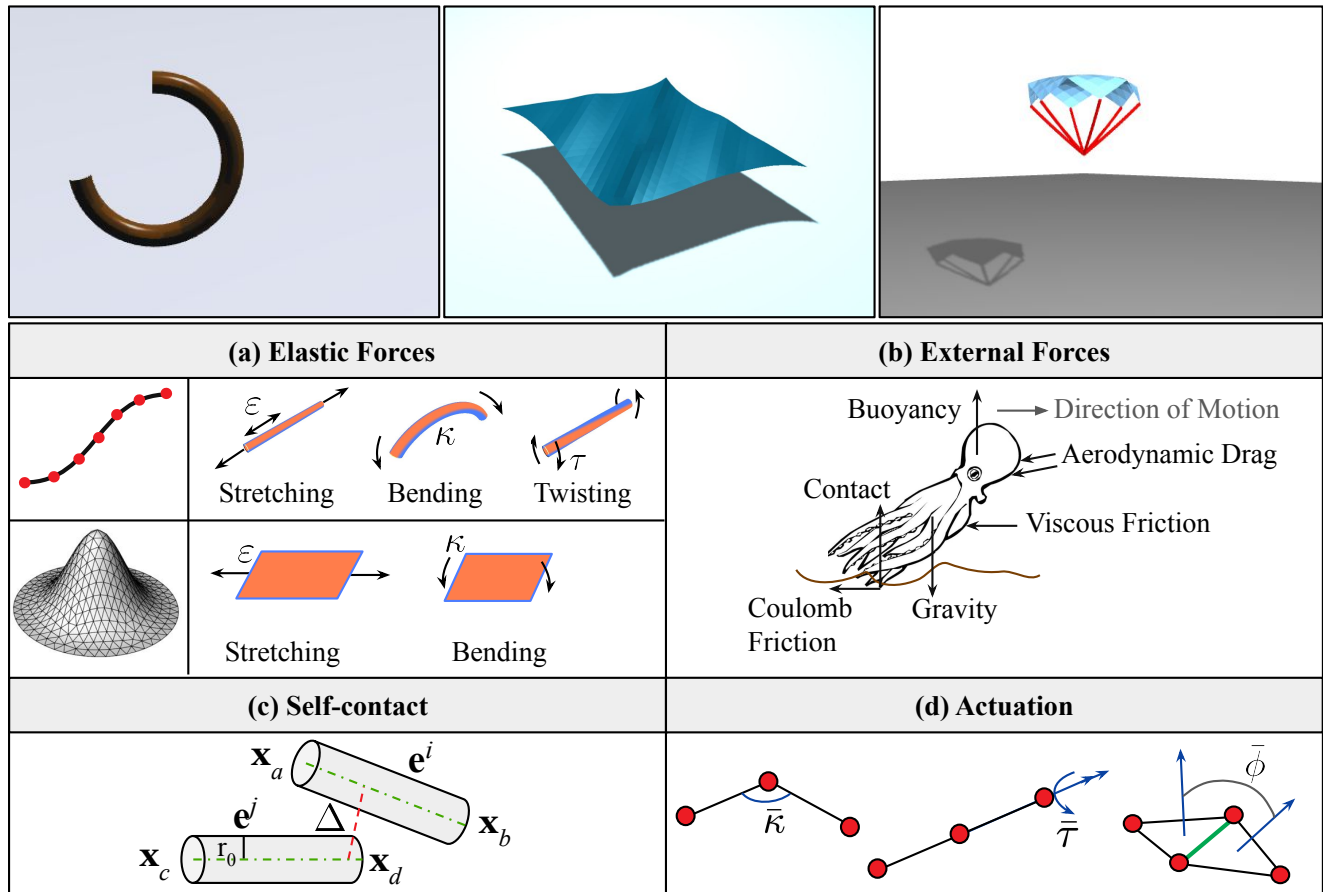 (a) Elastic Forces
ε
κ
τ
Stretching
Bending
Twisting
ε
κ
Stretching
Bending
(b) External Forces
Buoyancy
Direction of Motion
Aerodynamic Drag
Contact
Viscous Friction
Coulomb
Friction
Gravity
(c) Self-contact
x_a
e^i
e^j
Δ
x_b
r_0
x_c
x_d
(d) Actuation
κ̄
τ̄
ϕ̄